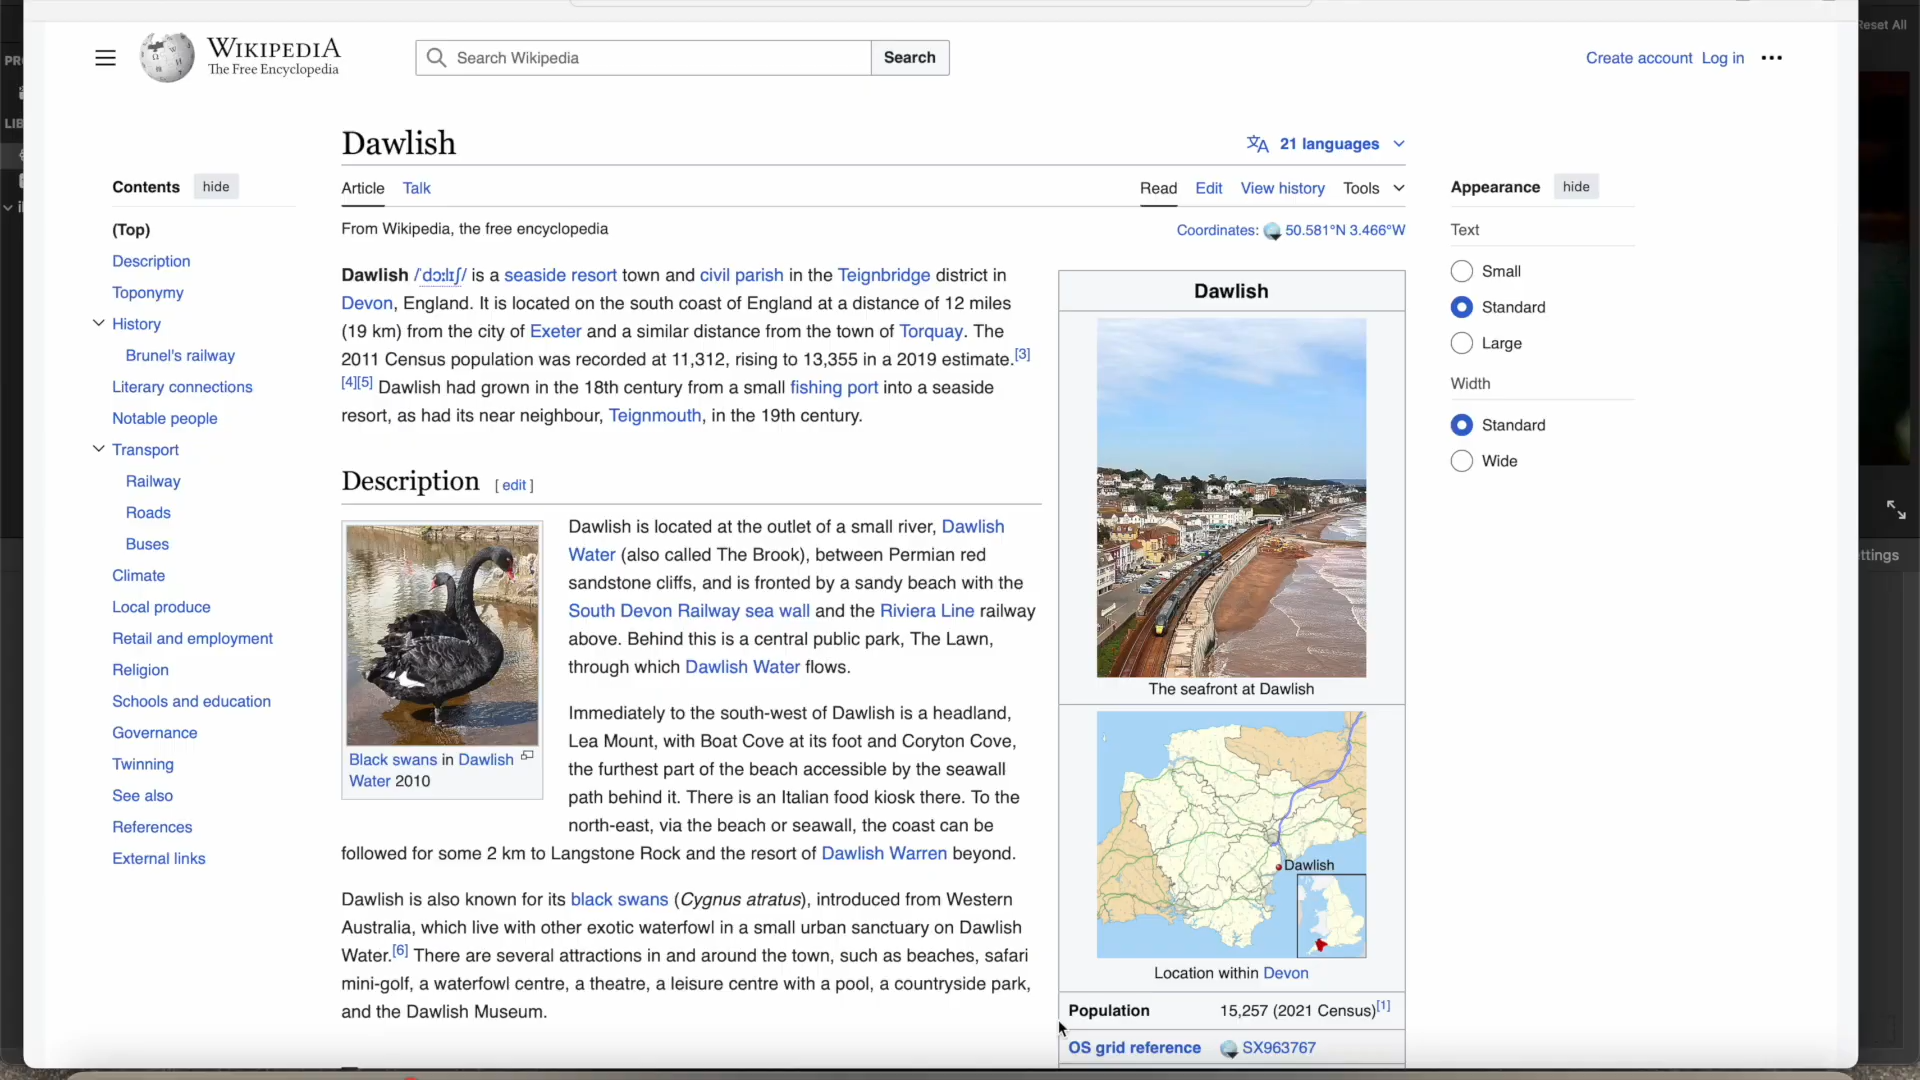 Reset All
WIKIPEDIA
The Free Encyclopedia
Search Wikipedia
Search
Create account
Log in
Dawlish
21 languages
Contents
hide
Article
Talk
Read
Edit
View history
Tools
Appearance
hide
(Top)
Description
Toponymy
History
Brunel's railway
Literary connections
Notable people
Transport
Railway
Roads
Buses
Climate
Local produce
Retail and employment
Religion
Schools and education
Governance
Twinning
See also
References
External links
From Wikipedia, the free encyclopedia
Coordinates: 50.581°N 3.466°W
Dawlish /ˈdɔːlɪʃ/ is a seaside resort town and civil parish in the Teignbridge district in
Devon, England. It is located on the south coast of England at a distance of 12 miles
(19 km) from the city of Exeter and a similar distance from the town of Torquay. The
2011 Census population was recorded at 11,312, rising to 13,355 in a 2019 estimate.[3]
[4][5] Dawlish had grown in the 18th century from a small fishing port into a seaside
resort, as had its near neighbour, Teignmouth, in the 19th century.
Description [ edit ]
Black swans in Dawlish
Water 2010
Dawlish is located at the outlet of a small river, Dawlish
Water (also called The Brook), between Permian red
sandstone cliffs, and is fronted by a sandy beach with the
South Devon Railway sea wall and the Riviera Line railway
above. Behind this is a central public park, The Lawn,
through which Dawlish Water flows.
Immediately to the south-west of Dawlish is a headland,
Lea Mount, with Boat Cove at its foot and Coryton Cove,
the furthest part of the beach accessible by the seawall
path behind it. There is an Italian food kiosk there. To the
north-east, via the beach or seawall, the coast can be
followed for some 2 km to Langstone Rock and the resort of Dawlish Warren beyond.
Dawlish is also known for its black swans (Cygnus atratus), introduced from Western
Australia, which live with other exotic waterfowl in a small urban sanctuary on Dawlish
Water.[6] There are several attractions in and around the town, such as beaches, safari
mini-golf, a waterfowl centre, a theatre, a leisure centre with a pool, a countryside park,
and the Dawlish Museum.
Dawlish
The seafront at Dawlish
Dawlish
Location within Devon
Population 15,257 (2021 Census)[1]
OS grid reference SX963767
Text
Small
Standard
Large
Width
Standard
Wide